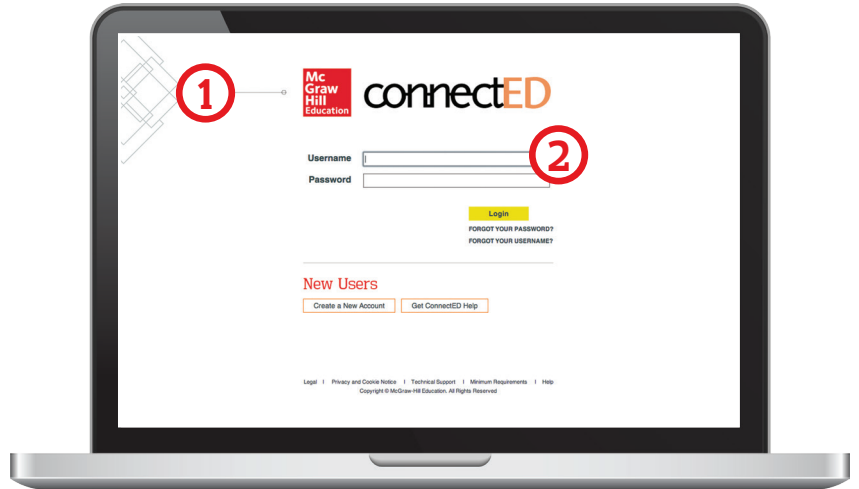 1
Mc
Graw
Hill
Education
connectED
2
Username
Password
Login
FORGOT YOUR PASSWORD?
FORGOT YOUR USERNAME?
New Users
Create a New Account
Get ConnectED Help
Legal I Privacy and Cookie Notice I Technical Support I Minimum Requirements I Help
Copyright © McGraw-Hill Education. All Rights Reserved